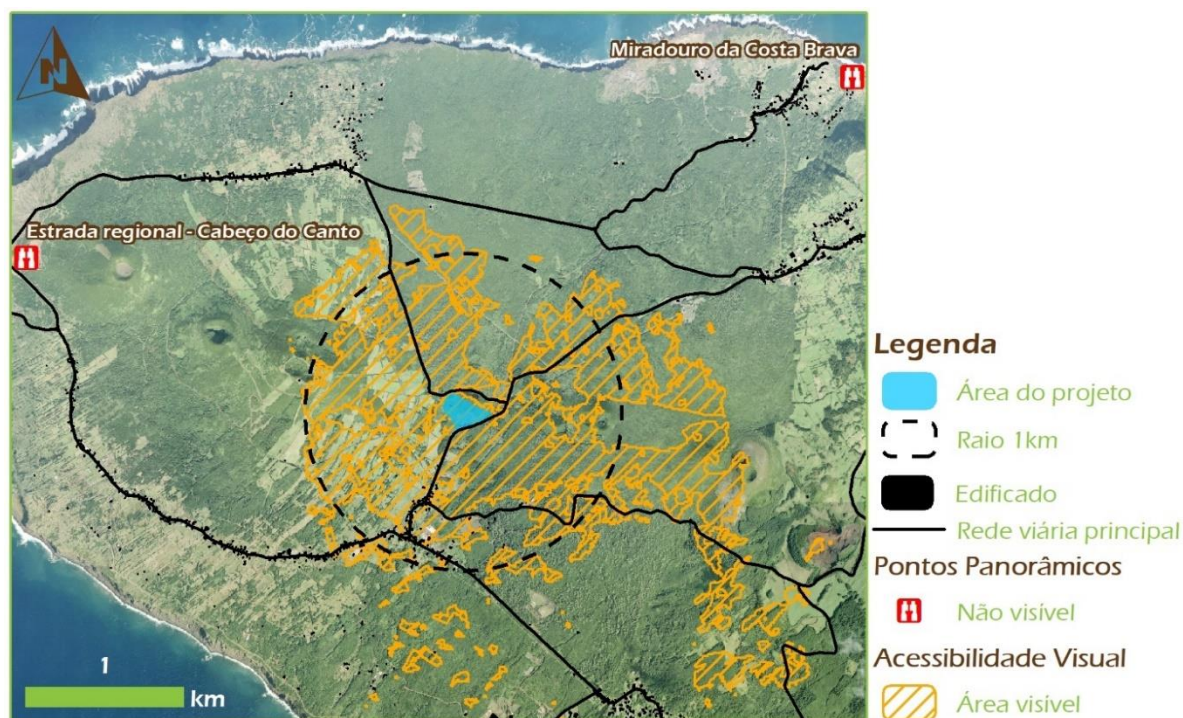 N
Miradouro da Costa Brava
Estrada regional - Cabeço do Canto
1
km
Legenda
Área do projeto
Raio 1km
Edificado
Rede viária principal
Pontos Panorâmicos
Não visível
Acessibilidade Visual
Área visível